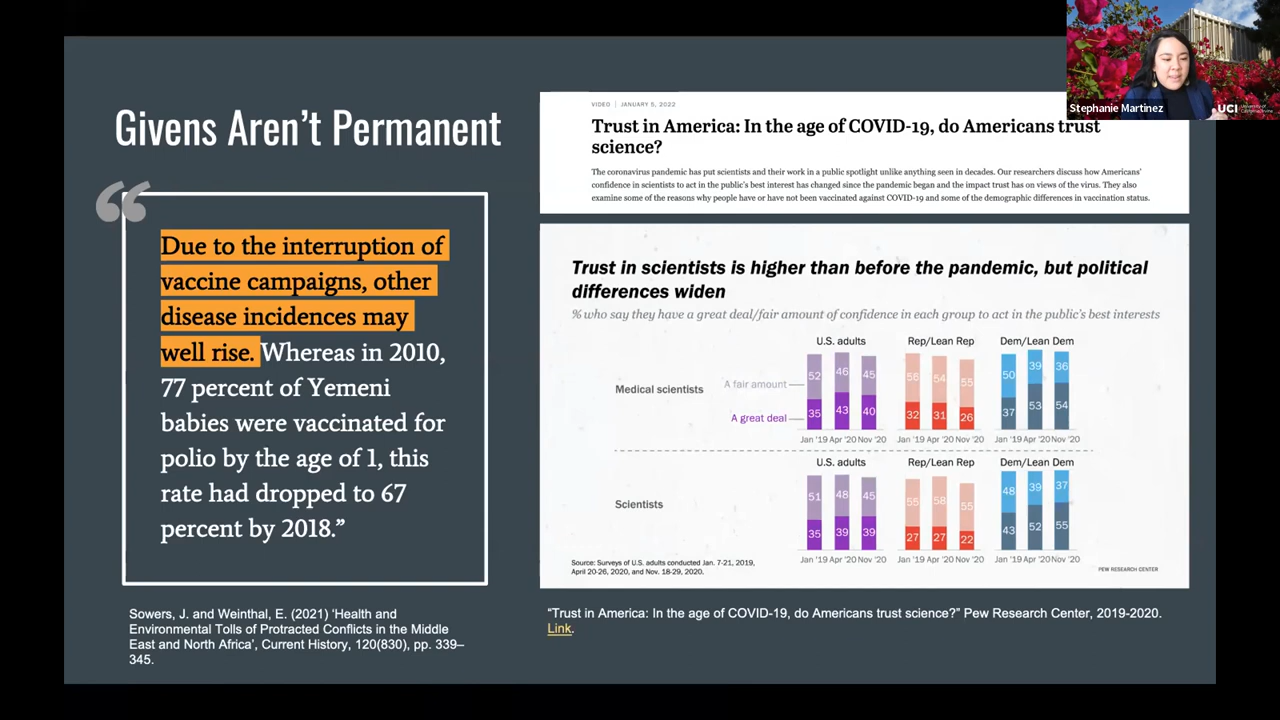 Givens Aren't Permanent
“
Due to the interruption of
vaccine campaigns, other
disease incidences may
well rise. Whereas in 2010,
77 percent of Yemeni
babies were vaccinated for
polio by the age of 1, this
rate had dropped to 67
percent by 2018.”
Sowers, J. and Weinthal, E. (2021) ‘Health and
Environmental Tolls of Protracted Conflicts in the Middle
East and North Africa’, Current History, 120(830), pp. 339–
345.
VIDEO | JANUARY 5, 2022
Trust in America: In the age of COVID-19, do Americans trust
science?
The coronavirus pandemic has put scientists and their work in a public spotlight unlike anything seen in decades. Our researchers discuss how Americans’
confidence in scientists to act in the public’s best interest has changed since the pandemic began and the impact trust has on views of the virus. They also
examine some of the reasons why people have or have not been vaccinated against COVID-19 and some of the demographic differences in vaccination status.
Trust in scientists is higher than before the pandemic, but political
differences widen
% who say they have a great deal/fair amount of confidence in each group to act in the public’s best interests
U.S. adults Rep/Lean Rep Dem/Lean Dem
52 46 45 55 54 55 50 39 36
Medical scientists A fair amount
A great deal 35 43 40 32 31 26 37 53 54
Jan '19 Apr '20 Nov '20 Jan '19 Apr '20 Nov '20 Jan '19 Apr '20 Nov '20
U.S. adults Rep/Lean Rep Dem/Lean Dem
51 48 45 55 58 55 48 39 37
Scientists
35 39 39 27 27 22 43 52 55
Jan '19 Apr '20 Nov '20 Jan '19 Apr '20 Nov '20 Jan '19 Apr '20 Nov '20
Source: Surveys of U.S. adults conducted Jan. 7-21, 2019,
April 20-26, 2020, and Nov. 18-29, 2020.
PEW RESEARCH CENTER
“Trust in America: In the age of COVID-19, do Americans trust science?” Pew Research Center, 2019-2020.
Link.
Stephanie Martinez
UCI